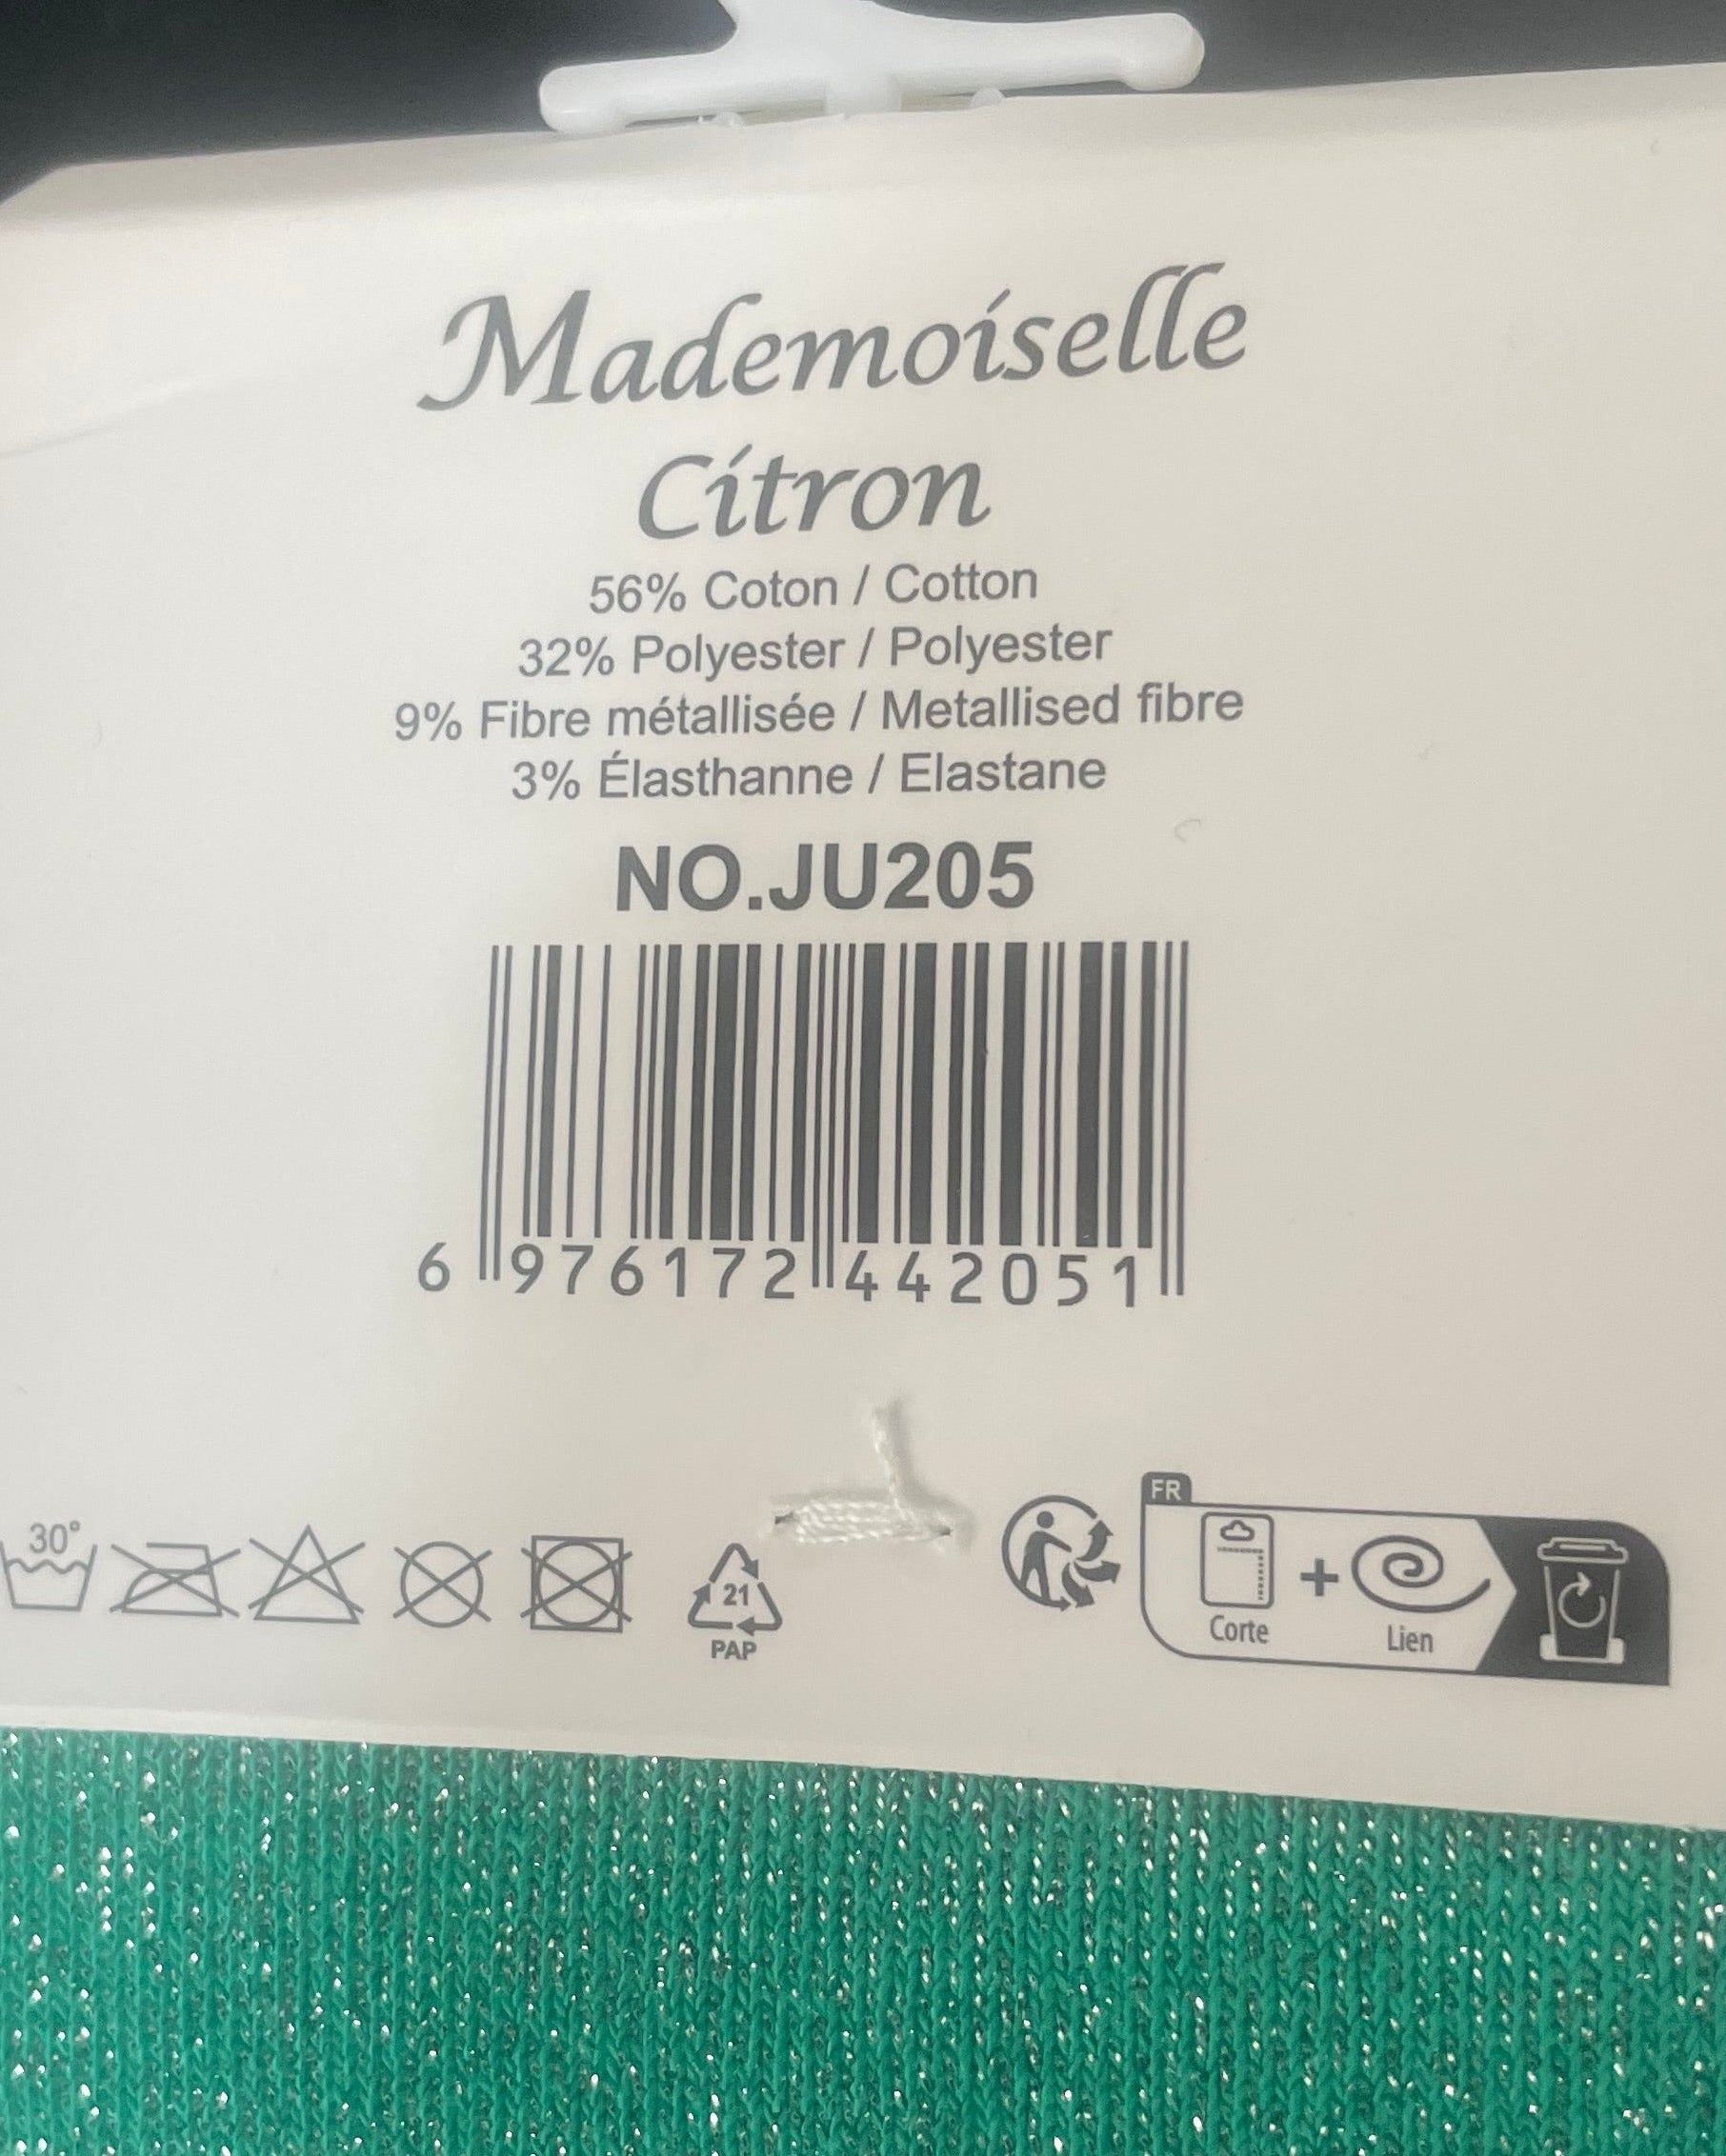 Mademoiselle
Citron
56% Coton / Cotton
32% Polyester / Polyester
9% Fibre métallisée / Metallised fibre
3% Élasthanne / Elastane
NO.JU205
6 976172 442051
30°
21
PAP
FR
Corte
+
Lien